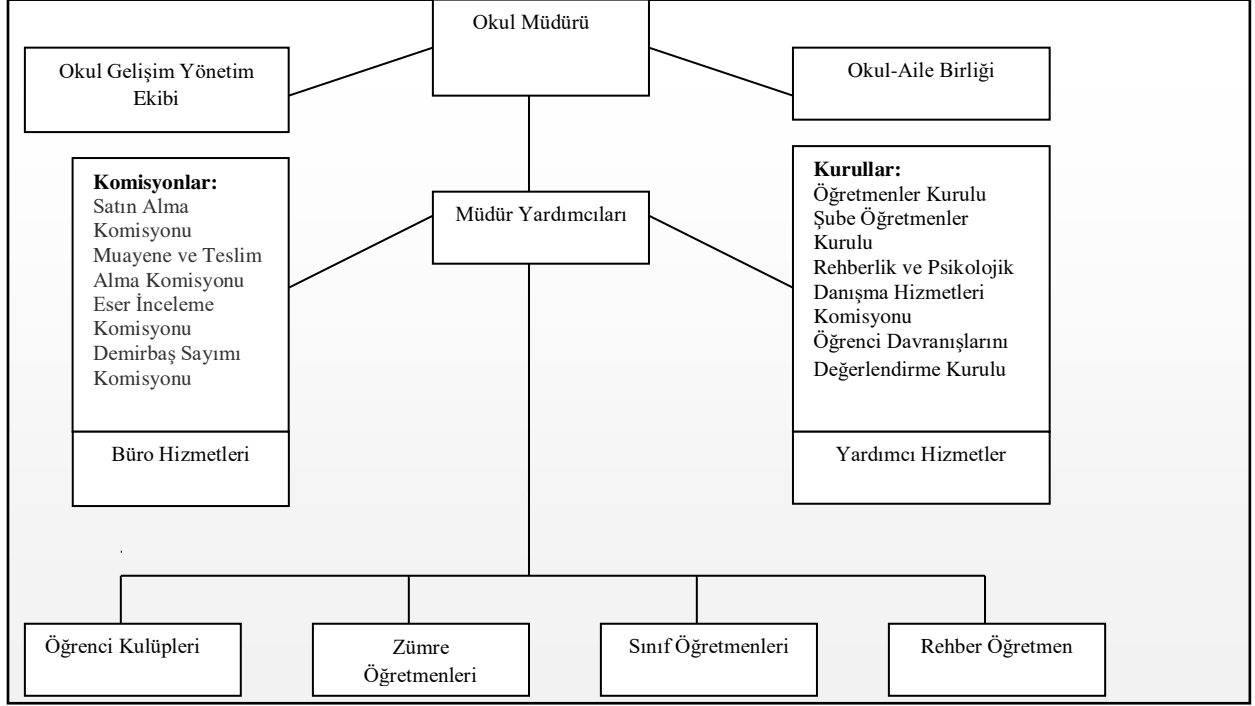 Okul Müdürü
Okul Gelişim Yönetim
Ekibi
Okul-Aile Birliği
Komisyonlar:
Satın Alma
Komisyonu
Muayene ve Teslim
Alma Komisyonu
Eser İnceleme
Komisyonu
Demirbaş Sayımı
Komisyonu
Müdür Yardımcıları
Kurullar:
Öğretmenler Kurulu
Şube Öğretmenler
Kurulu
Rehberlik ve Psikolojik
Danışma Hizmetleri
Komisyonu
Öğrenci Davranışlarını
Değerlendirme Kurulu
Büro Hizmetleri
Yardımcı Hizmetler
Öğrenci Kulüpleri
Zümre
Öğretmenleri
Sınıf Öğretmenleri
Rehber Öğretmen